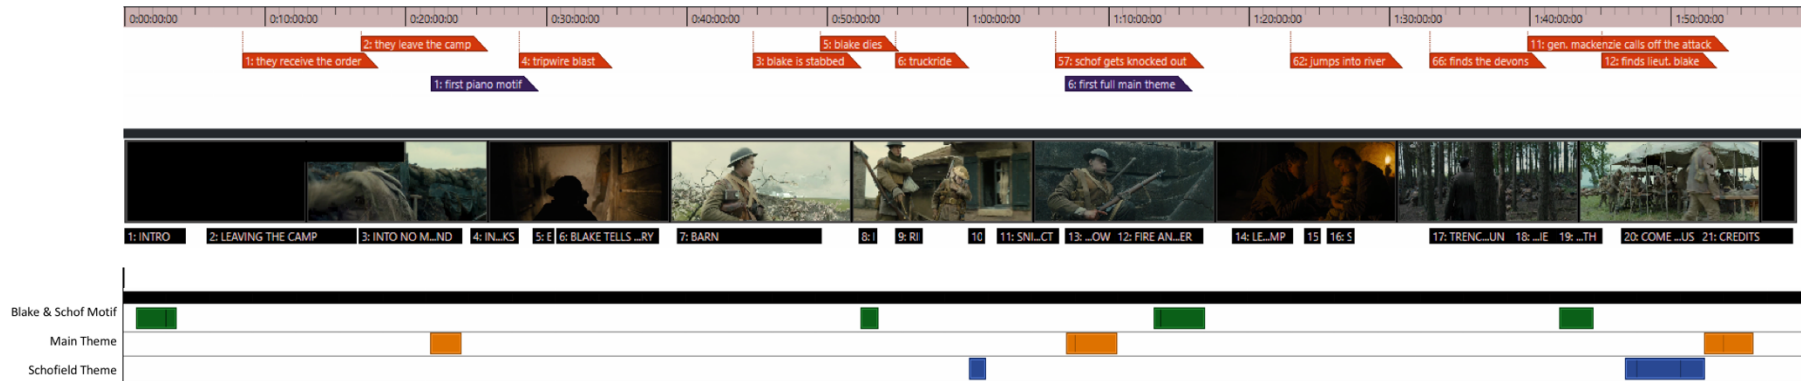 0:00:00:00 0:10:00:00 0:20:00:00 0:30:00:00 0:40:00:00 0:50:00:00 1:00:00:00 1:10:00:00 1:20:00:00 1:30:00:00 1:40:00:00 1:50:00:00
2: they leave the camp 5: blake dies 11: gen. mackenzie calls off the attack
1: they receive the order 4: tripwire blast 3: blake is stabbed 6: truckride 57: schof gets knocked out 62: jumps into river 66: finds the devons 12: finds lieut. blake
1: first piano motif 6: first full main theme
1: INTRO 2: LEAVING THE CAMP 3: INTO NO M...ND 4: IN...KS 5: E 6: BLAKE TELLS ...RY 7: BARN 8: I 9: RI 10 11: SNI...CT 13: ...OW 12: FIRE AN...ER 14: LE...MP 15 16: S 17: TRENC...UN 18: ...IE 19: ...TH 20: COME ...US 21: CREDITS
Blake & Schof Motif
Main Theme
Schofield Theme